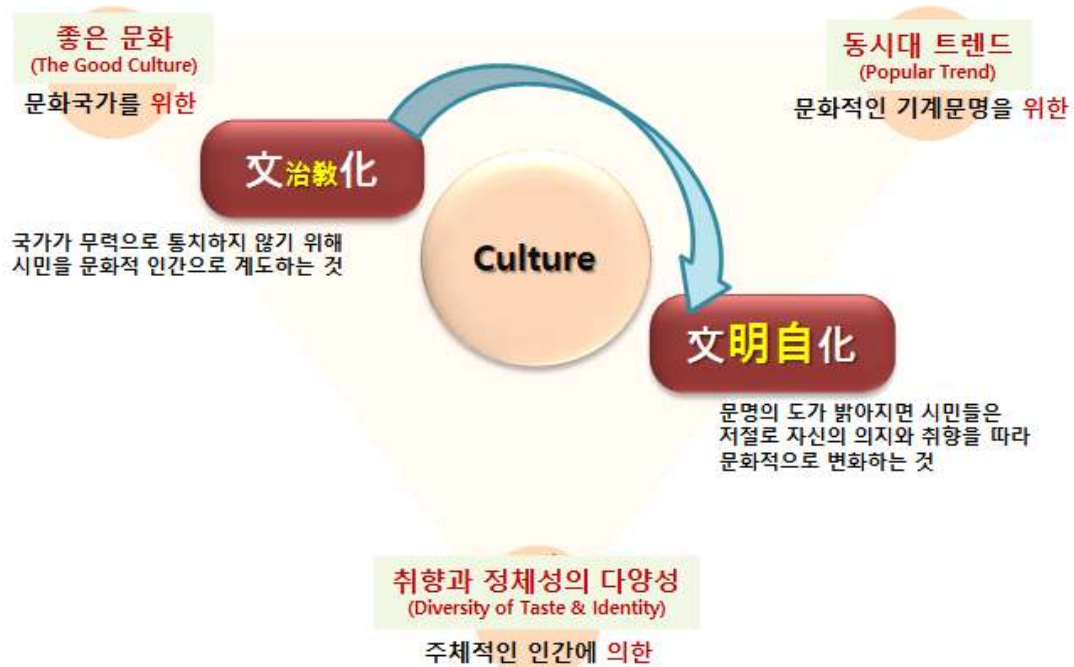 좋은 문화
(The Good Culture)
문화국가를 위한
동시대 트렌드
(Popular Trend)
문화적인 기계문명을 위한
文治敎化
국가가 무력으로 통치하지 않기 위해
시민을 문화적 인간으로 계도하는 것
Culture
文明自化
문명의 도가 밝아지면 시민들은
저절로 자신의 의지와 취향을 따라
문화적으로 변화하는 것
취향과 정체성의 다양성
(Diversity of Taste & Identity)
주체적인 인간에 의한